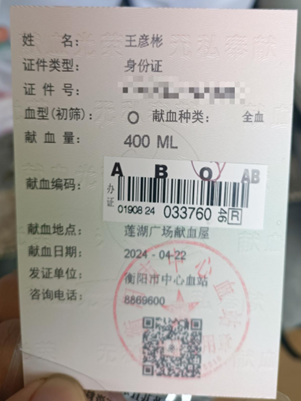 姓 名： 王彦彬
证件类型： 身份证
证 件 号：
血型(初筛)： O 献血种类： 全血
献 血 量： 400 ML
A B O AB
献血编码： 办证 01908 24 033760 46 R
献血地点： 莲湖广场献血屋
献血日期： 2024 - 04 -22
发证单位： 衡阳市中心血站
咨询电话： 8869600